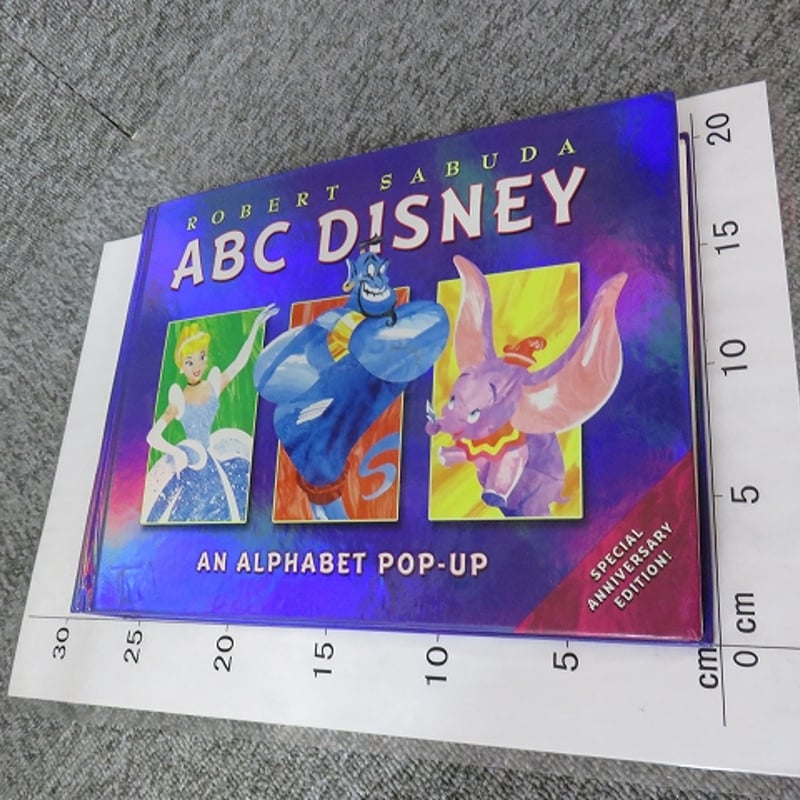 ROBERT SABUDA
ABC DISNEY
AN ALPHABET POP-UP
SPECIAL
ANNIVERSARY
EDITION!
20
15
10
5
0 cm
cm
5
10
15
20
25
30